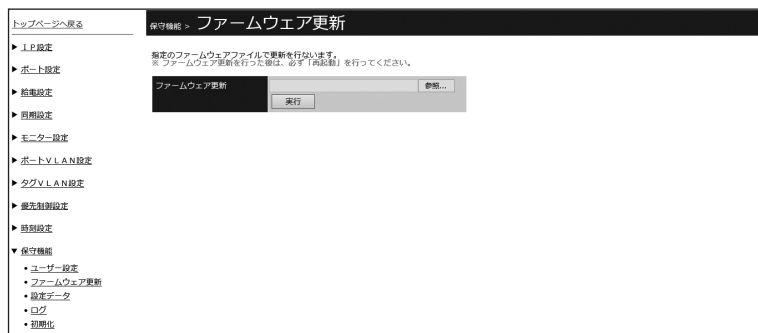 トップページへ戻る
▶ ＩＰ設定
▶ ポート設定
▶ 給電設定
▶ 同期設定
▶ モニター設定
▶ ポートＶＬＡＮ設定
▶ タグＶＬＡＮ設定
▶ 優先制御設定
▶ 時刻設定
▼ 保守機能
• ユーザー設定
• ファームウェア更新
• 設定データ
• ログ
• 初期化
保守機能 > ファームウェア更新
指定のファームウェアファイルで更新を行ないます。
※ ファームウェア更新を行った後は、必ず「再起動」を行ってください。
ファームウェア更新 参照...
実行